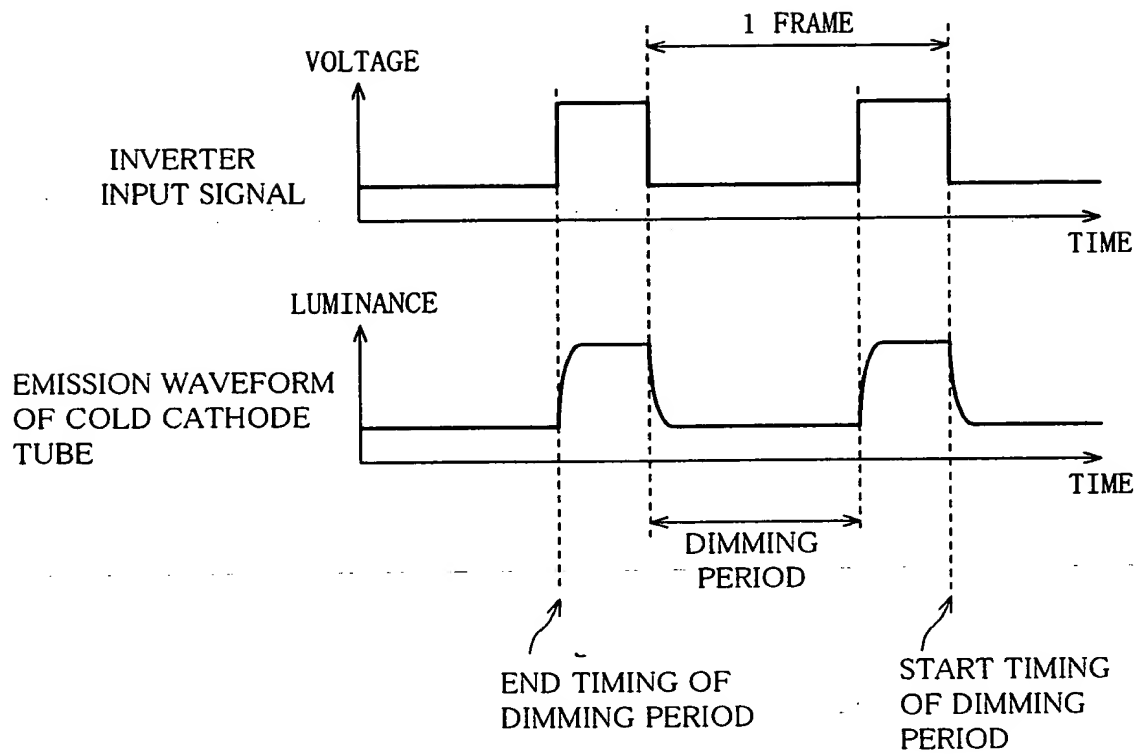 1 FRAME
VOLTAGE
INVERTER
INPUT SIGNAL
TIME
LUMINANCE
EMISSION WAVEFORM
OF COLD CATHODE
TUBE
TIME
DIMMING
PERIOD
END TIMING OF
DIMMING PERIOD
START TIMING
OF DIMMING
PERIOD